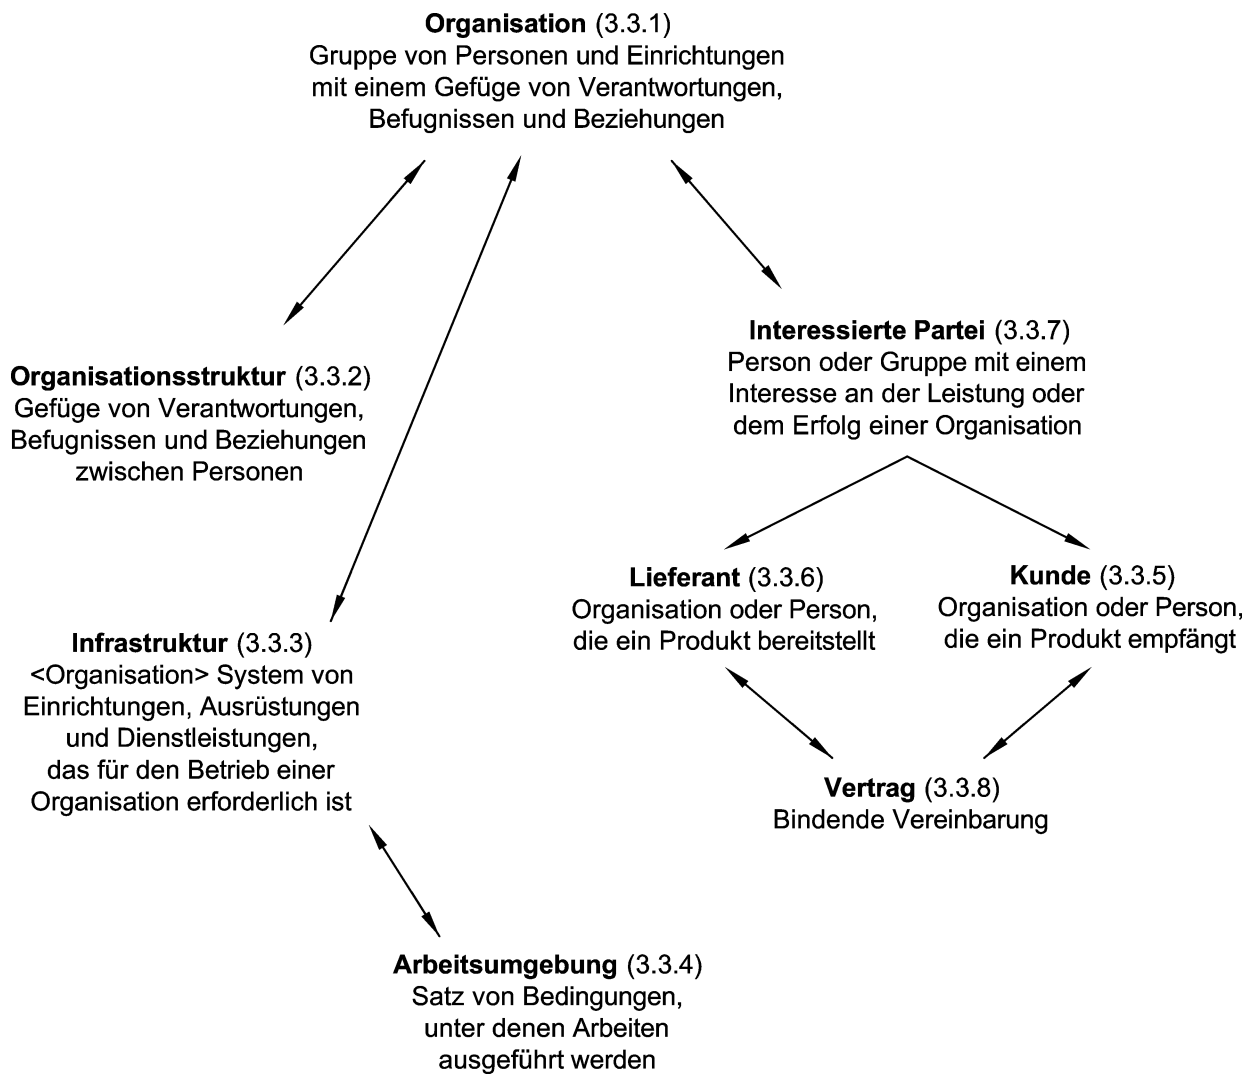 Organisation (3.3.1)
Gruppe von Personen und Einrichtungen
mit einem Gefüge von Verantwortungen,
Befugnissen und Beziehungen
Organisationsstruktur (3.3.2)
Gefüge von Verantwortungen,
Befugnissen und Beziehungen
zwischen Personen
Interessierte Partei (3.3.7)
Person oder Gruppe mit einem
Interesse an der Leistung oder
dem Erfolg einer Organisation
Lieferant (3.3.6)
Organisation oder Person,
die ein Produkt bereitstellt
Kunde (3.3.5)
Organisation oder Person,
die ein Produkt empfängt
Infrastruktur (3.3.3)
<Organisation> System von
Einrichtungen, Ausrüstungen
und Dienstleistungen,
das für den Betrieb einer
Organisation erforderlich ist
Vertrag (3.3.8)
Bindende Vereinbarung
Arbeitsumgebung (3.3.4)
Satz von Bedingungen,
unter denen Arbeiten
ausgeführt werden